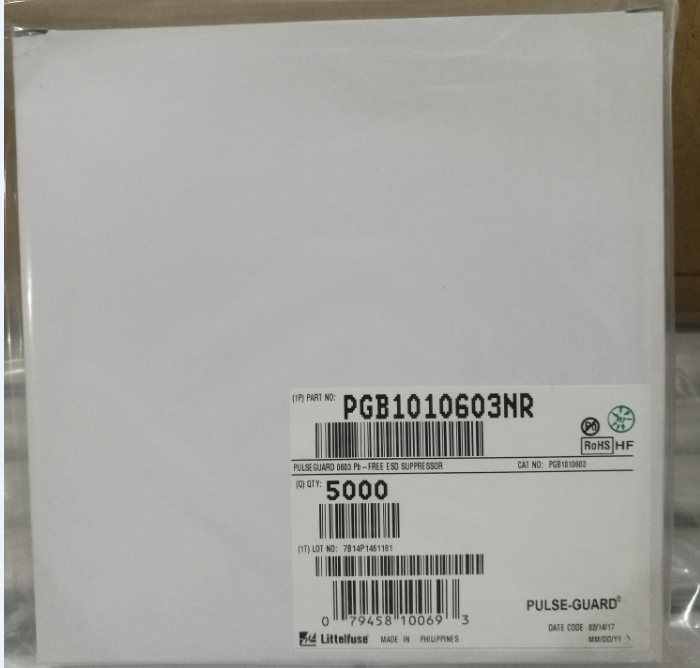 (1P) PART NO: PGB1010603NR
Pb
RoHS HF
PULSEGUARD 0603 Pb-FREE ESD SUPPRESSOR CAT NO: PGB1010603
(Q) QTY: 5000
(1T) LOT NO: 7B14P1461181
0 79458 10069 3
PULSE-GUARD®
Littelfuse® MADE IN PHILIPPINES
DATE CODE 02/14/17
MM/DD/YY